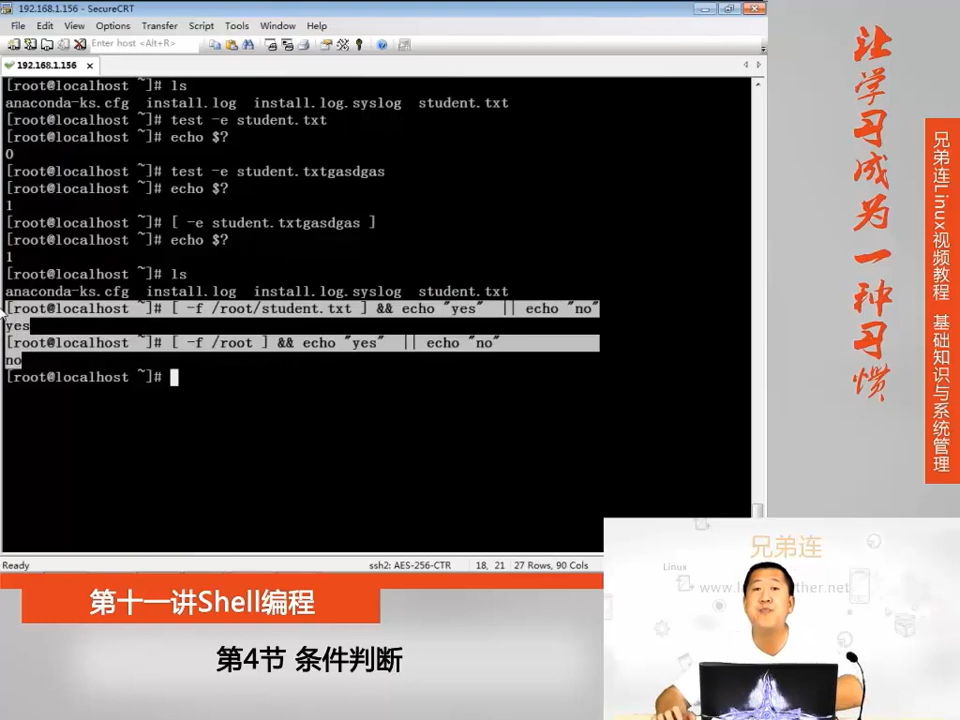 192.168.1.156 - SecureCRT
File Edit View Options Transfer Script Tools Window Help
Enter host <Alt+R>
192.168.1.156
[root@localhost ~]# ls
anaconda-ks.cfg install.log install.log.syslog student.txt
[root@localhost ~]# test -e student.txt
[root@localhost ~]# echo $?
0
[root@localhost ~]# test -e student.txtgasdgas
[root@localhost ~]# echo $?
1
[root@localhost ~]# [ -e student.txtgasdgas ]
[root@localhost ~]# echo $?
1
[root@localhost ~]# ls
anaconda-ks.cfg install.log install.log.syslog student.txt
[root@localhost ~]# [ -f /root/student.txt ] && echo "yes" || echo "no"
yes
[root@localhost ~]# [ -f /root ] && echo "yes" || echo "no"
no
[root@localhost ~]#
Ready ssh2: AES-256-CTR 18, 21 27 Rows, 90 Cols
让学习成为一种习惯
兄弟连Linux视频教程 基础知识与系统管理
第十一讲Shell编程
第4节 条件判断
兄弟连
Linux